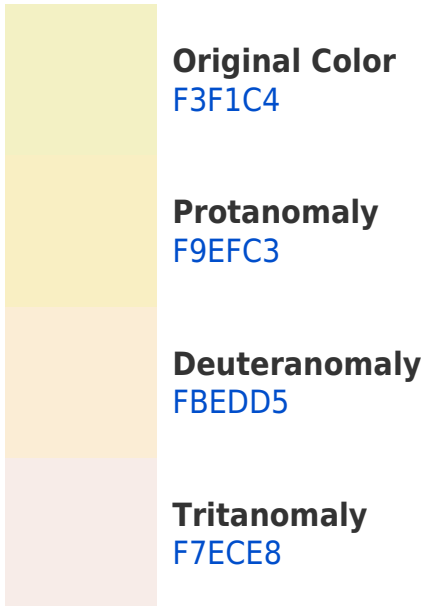 Original Color
F3F1C4
Protanomaly
F9EFC3
Deuteranomaly
FBEDD5
Tritanomaly
F7ECE8